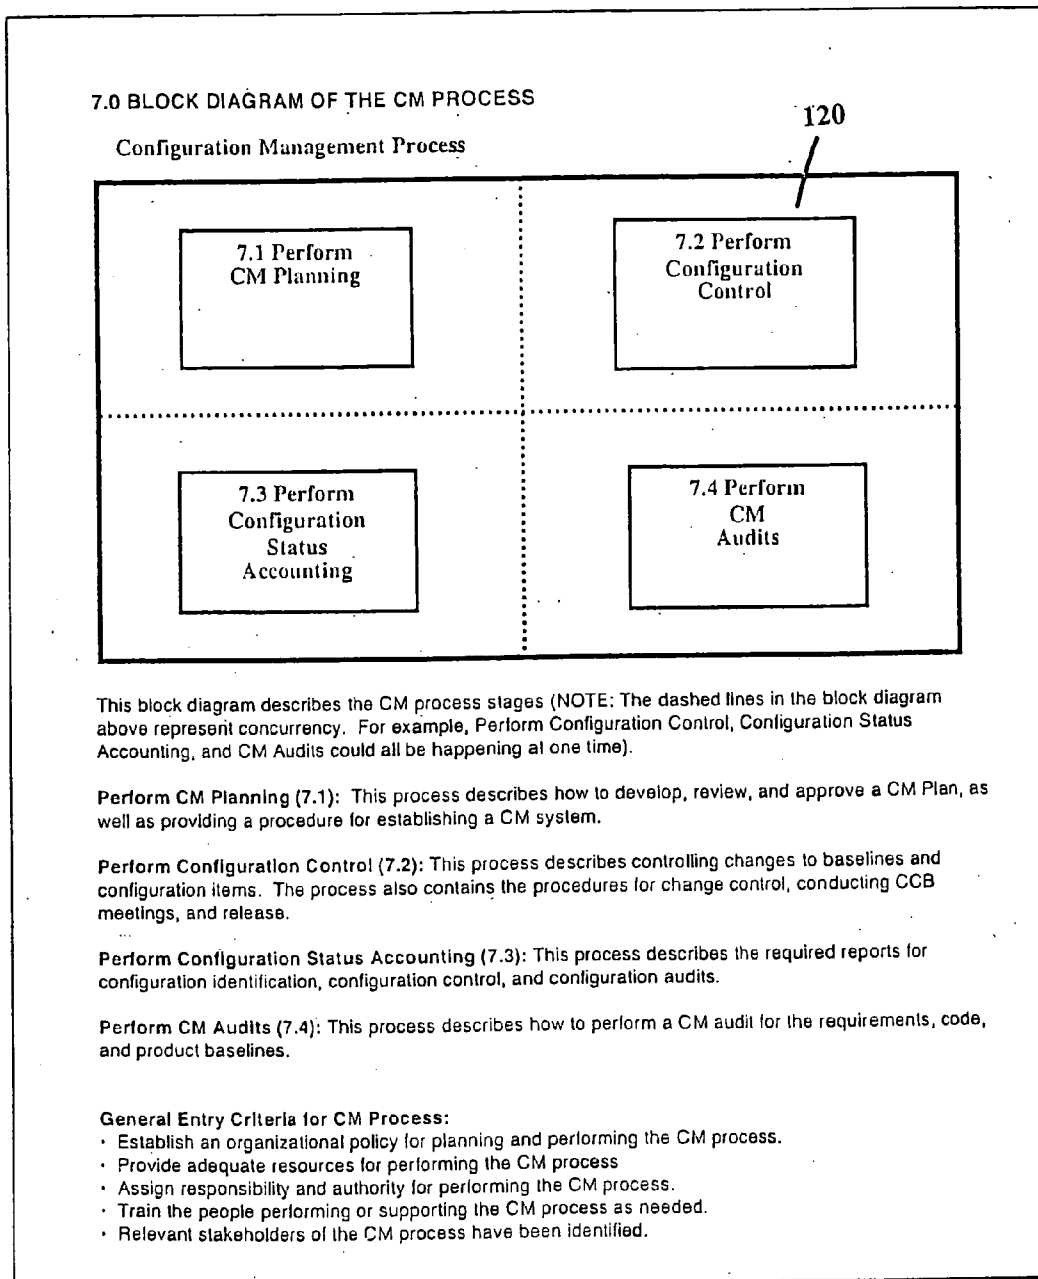 7.0 BLOCK DIAGRAM OF THE CM PROCESS
120
Configuration Management Process
7.1 Perform
CM Planning
7.2 Perform
Configuration
Control
7.3 Perform
Configuration
Status
Accounting
7.4 Perform
CM
Audits
This block diagram describes the CM process stages (NOTE: The dashed lines in the block diagram
above represent concurrency. For example, Perform Configuration Control, Configuration Status
Accounting, and CM Audits could all be happening at one time).
Perform CM Planning (7.1): This process describes how to develop, review, and approve a CM Plan, as
well as providing a procedure for establishing a CM system.
Perform Configuration Control (7.2): This process describes controlling changes to baselines and
configuration items. The process also contains the procedures for change control, conducting CCB
meetings, and release.
Perform Configuration Status Accounting (7.3): This process describes the required reports for
configuration identification, configuration control, and configuration audits.
Perform CM Audits (7.4): This process describes how to perform a CM audit for the requirements, code,
and product baselines.
General Entry Criteria for CM Process:
· Establish an organizational policy for planning and performing the CM process.
· Provide adequate resources for performing the CM process
· Assign responsibility and authority for performing the CM process.
· Train the people performing or supporting the CM process as needed.
· Relevant stakeholders of the CM process have been identified.